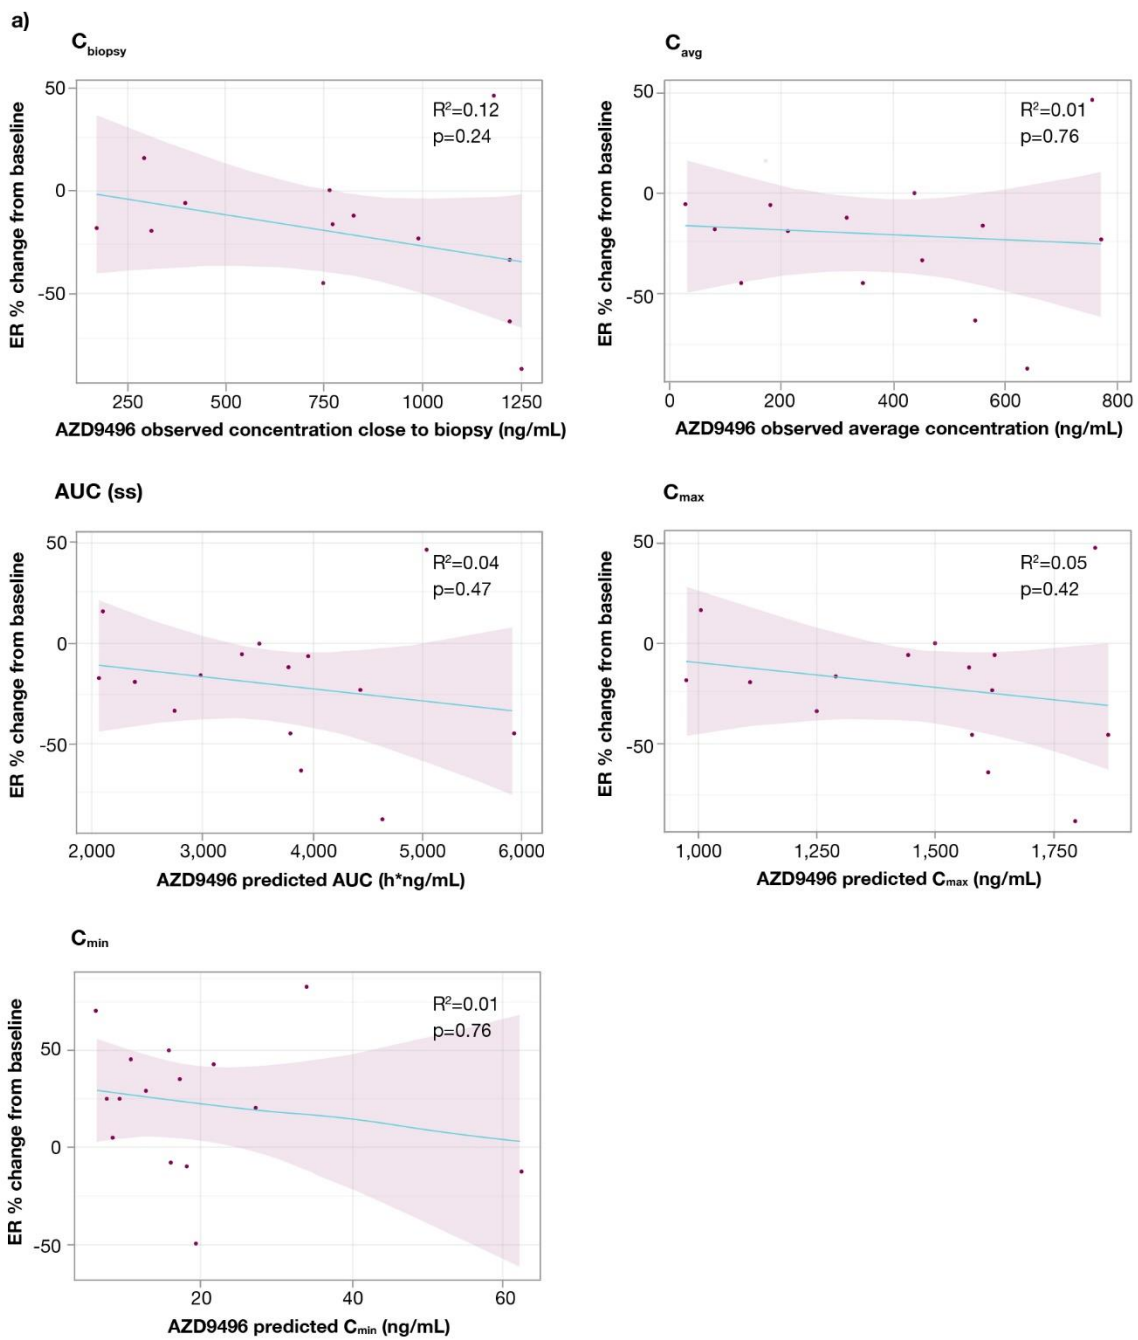 a)
C biopsy
50
0
-50
250
500
750
1000
1250
ER % change from baseline
R²=0.12
p=0.24
AZD9496 observed concentration close to biopsy (ng/mL)
C avg
50
0
-50
0
200
400
600
800
ER % change from baseline
R²=0.01
p=0.76
AZD9496 observed average concentration (ng/mL)
AUC (ss)
50
0
-50
2,000
3,000
4,000
5,000
6,000
ER % change from baseline
R²=0.04
p=0.47
AZD9496 predicted AUC (h*ng/mL)
C max
50
0
-50
1,000
1,250
1,500
1,750
ER % change from baseline
R²=0.05
p=0.42
AZD9496 predicted Cmax (ng/mL)
C min
50
0
-50
20
40
60
ER % change from baseline
R²=0.01
p=0.76
AZD9496 predicted Cmin (ng/mL)